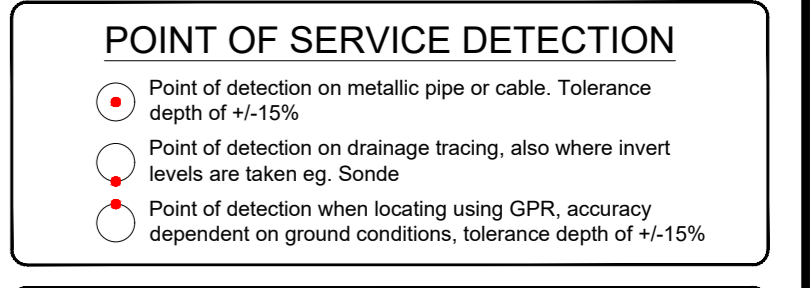 POINT OF SERVICE DETECTION
Point of detection on metallic pipe or cable. Tolerance
depth of +/-15%
Point of detection on drainage tracing, also where invert
levels are taken eg. Sonde
Point of detection when locating using GPR, accuracy
dependent on ground conditions, tolerance depth of +/-15%